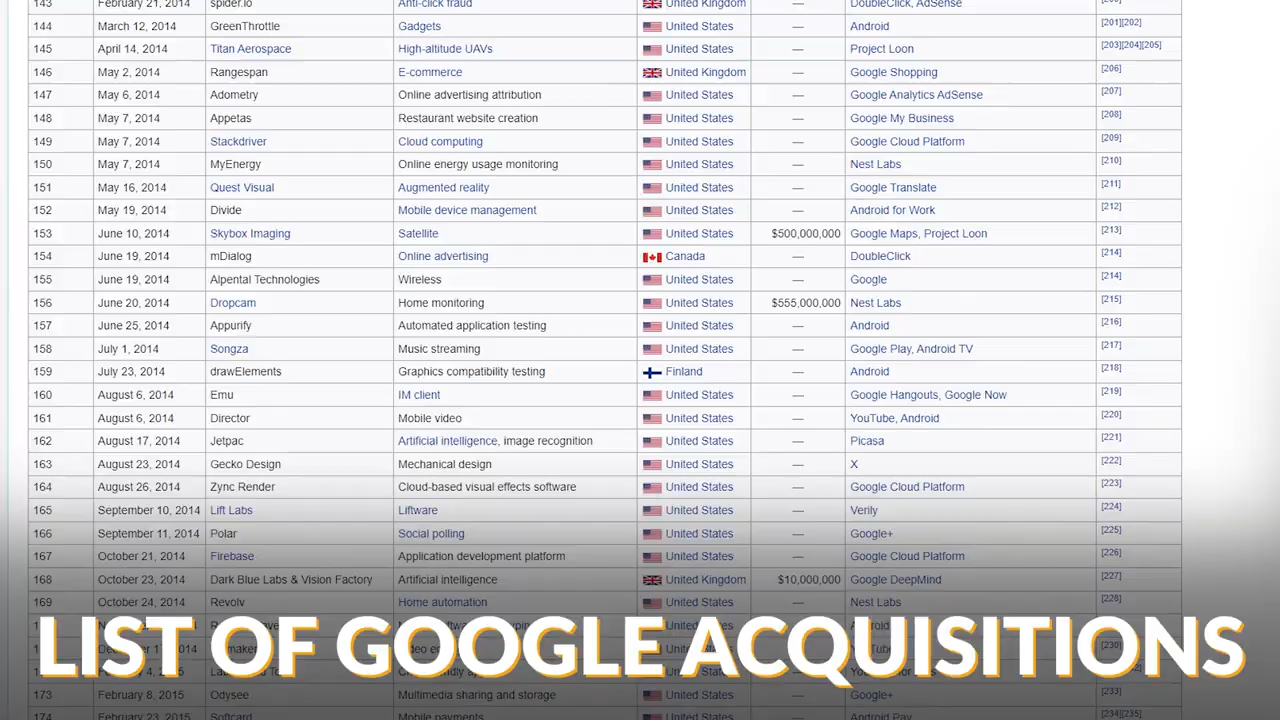 143 February 21, 2014 spider.io Anti-click fraud United Kingdom — DoubleClick, AdSense
144 March 12, 2014 GreenThrottle Gadgets United States — Android [201][202]
145 April 14, 2014 Titan Aerospace High-altitude UAVs United States — Project Loon [203][204][205]
146 May 2, 2014 Rangespan E-commerce United Kingdom — Google Shopping [206]
147 May 6, 2014 Adometry Online advertising attribution United States — Google Analytics AdSense [207]
148 May 7, 2014 Appetas Restaurant website creation United States — Google My Business [208]
149 May 7, 2014 Stackdriver Cloud computing United States — Google Cloud Platform [209]
150 May 7, 2014 MyEnergy Online energy usage monitoring United States — Nest Labs [210]
151 May 16, 2014 Quest Visual Augmented reality United States — Google Translate [211]
152 May 19, 2014 Divide Mobile device management United States — Android for Work [212]
153 June 10, 2014 Skybox Imaging Satellite United States $500,000,000 Google Maps, Project Loon [213]
154 June 19, 2014 mDialog Online advertising Canada — DoubleClick [214]
155 June 19, 2014 Alpental Technologies Wireless United States — Google [214]
156 June 20, 2014 Dropcam Home monitoring United States $555,000,000 Nest Labs [215]
157 June 25, 2014 Appurify Automated application testing United States — Android [216]
158 July 1, 2014 Songza Music streaming United States — Google Play, Android TV [217]
159 July 23, 2014 drawElements Graphics compatibility testing Finland — Android [218]
160 August 6, 2014 Emu IM client United States — Google Hangouts, Google Now [219]
161 August 6, 2014 Director Mobile video United States — YouTube, Android [220]
162 August 17, 2014 Jetpac Artificial intelligence, image recognition United States — Picasa [221]
163 August 23, 2014 Gecko Design Mechanical design United States — X [222]
164 August 26, 2014 Zync Render Cloud-based visual effects software United States — Google Cloud Platform [223]
165 September 10, 2014 Lift Labs Liftware United States — Verily [224]
166 September 11, 2014 Polar Social polling United States — Google+ [225]
167 October 21, 2014 Firebase Application development platform United States — Google Cloud Platform [226]
168 October 23, 2014 Dark Blue Labs & Vision Factory Artificial intelligence United Kingdom $10,000,000 Google DeepMind [227]
169 October 24, 2014 Revolv Home automation United States — Nest Labs [228]
LIST OF GOOGLE ACQUISITIONS
[230]
173 February 8, 2015 Odysee Multimedia sharing and storage United States — Google+ [233]
174 February 23, 2015 Softcard Mobile payments United States — Android Pay [234][235]